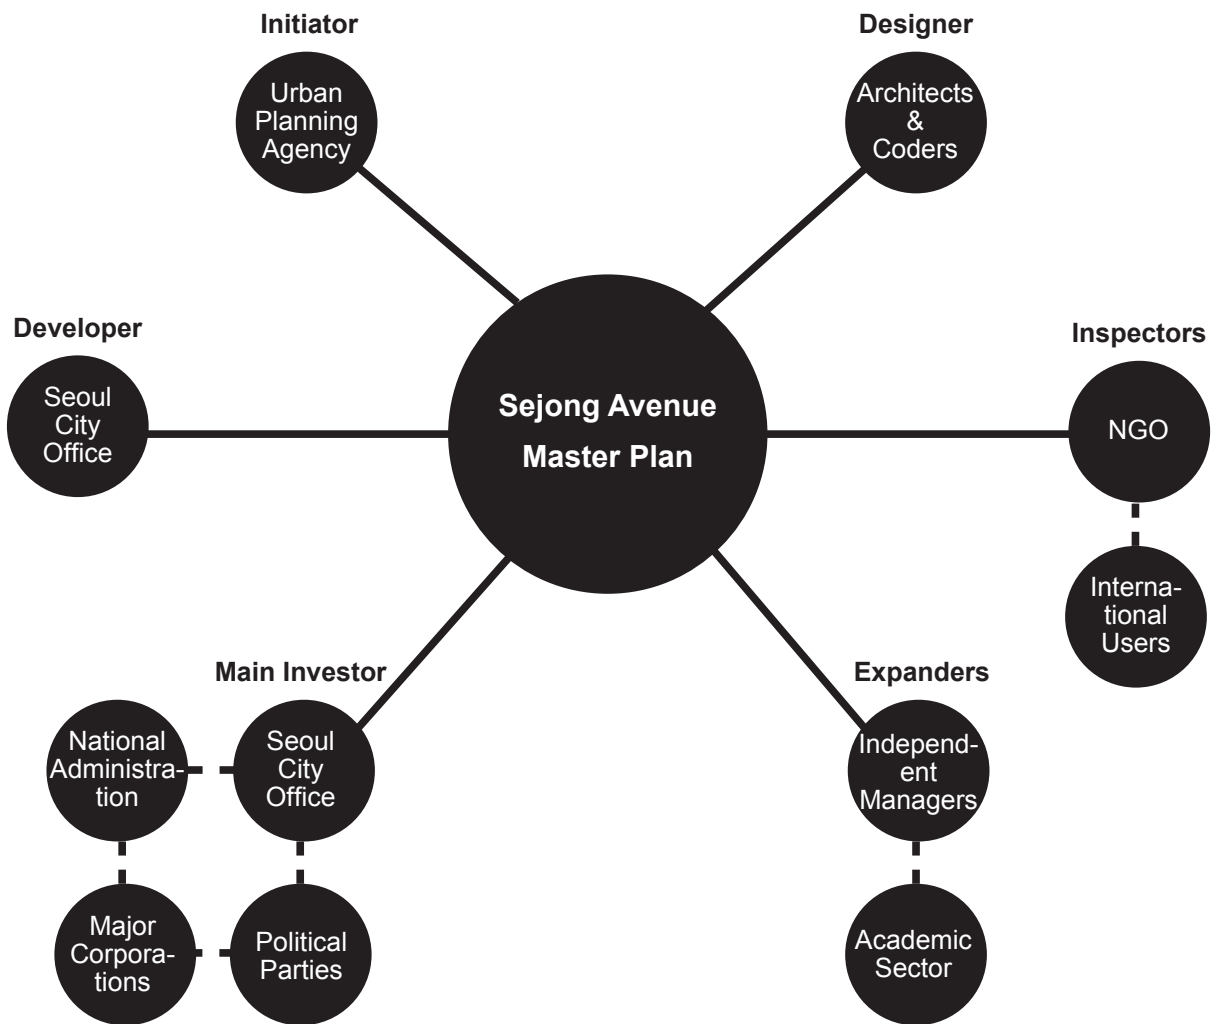 Initiator
Urban
Planning
Agency
Designer
Architects
&
Coders
Developer
Seoul
City
Office
Sejong Avenue
Master Plan
Inspectors
NGO
Interna-
tional
Users
Main Investor
National
Administra-
tion
Seoul
City
Office
Major
Corpora-
tions
Political
Parties
Expanders
Independ-
ent
Managers
Academic
Sector